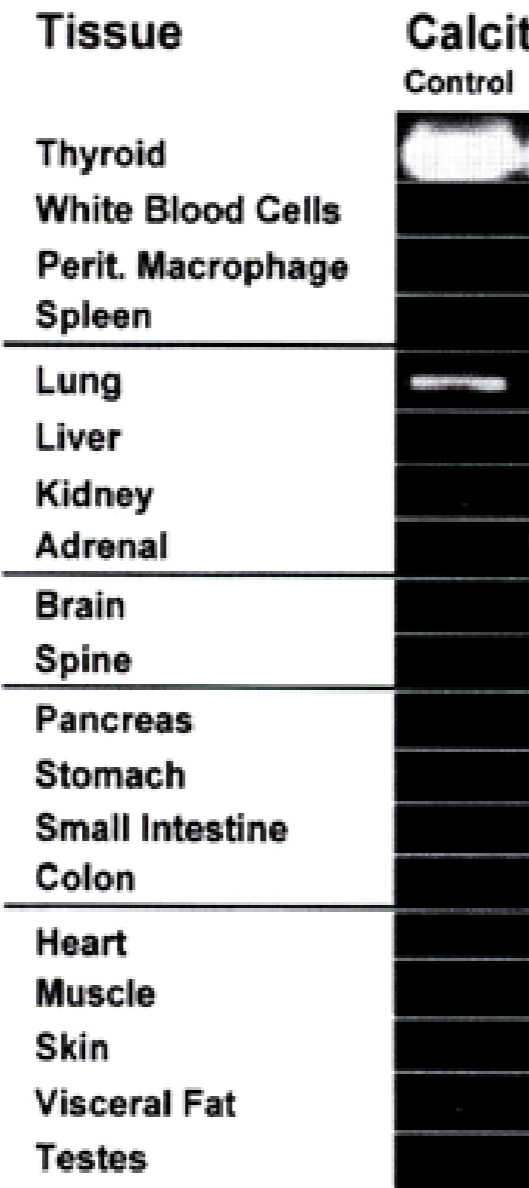 Tissue Calcit
Control
Thyroid
White Blood Cells
Perit. Macrophage
Spleen
Lung
Liver
Kidney
Adrenal
Brain
Spine
Pancreas
Stomach
Small Intestine
Colon
Heart
Muscle
Skin
Visceral Fat
Testes